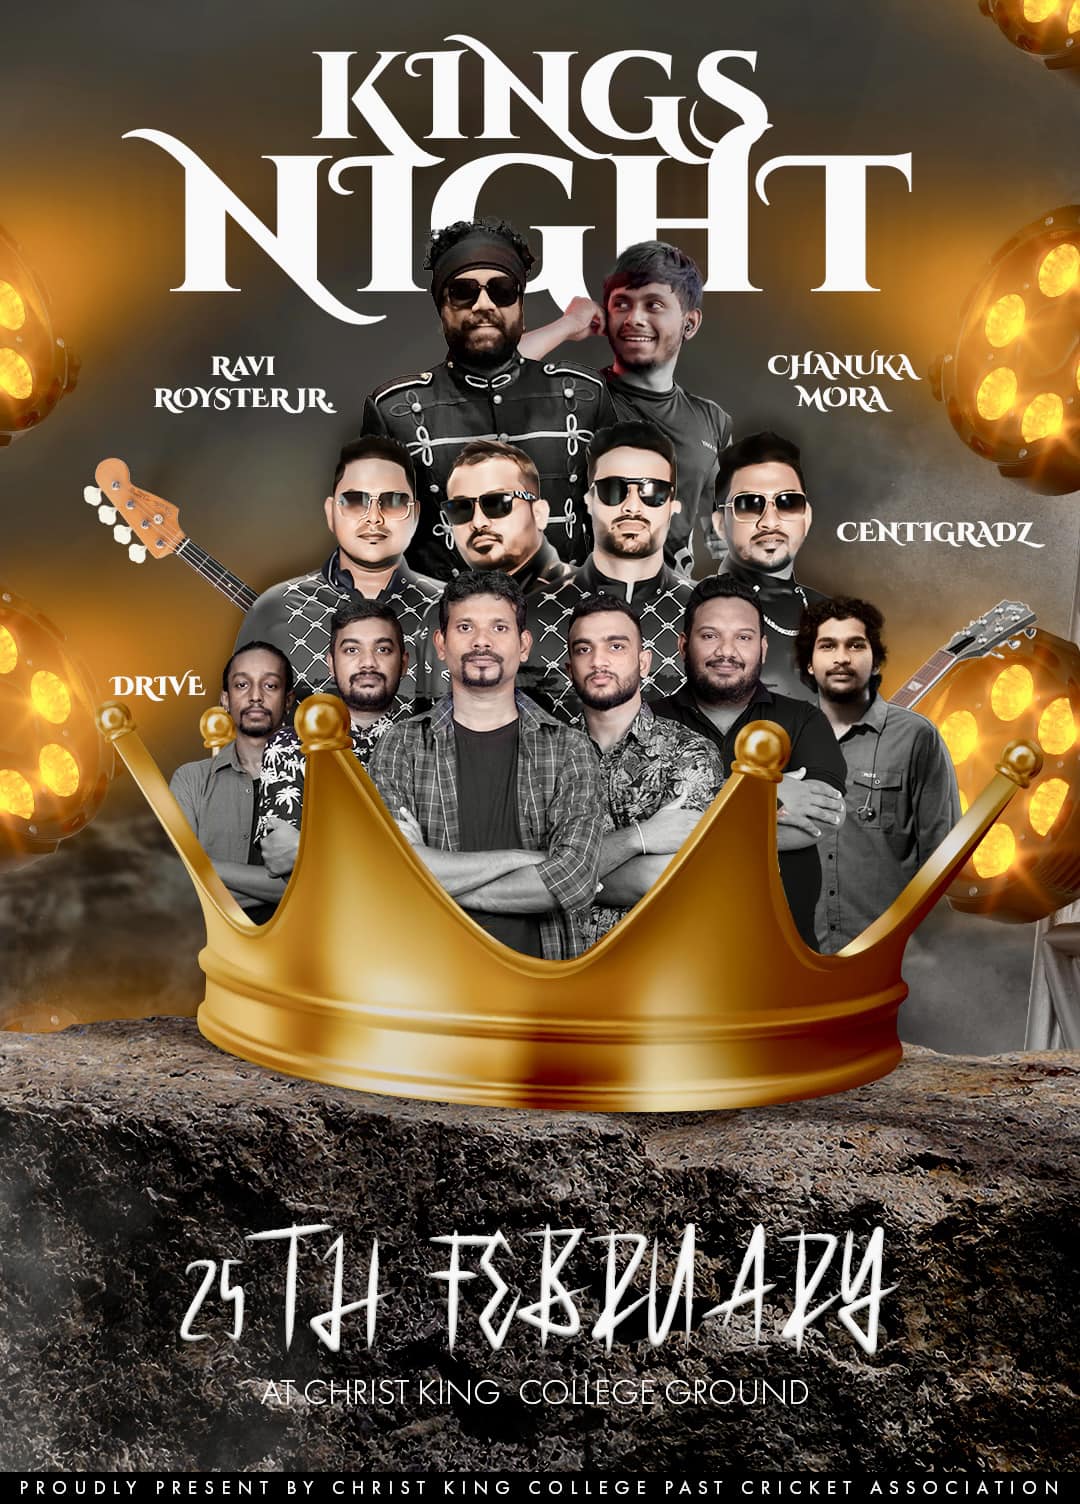 KINGS
NIGHT
RAVI
ROYSTER JR.
CHANUKA
MORA
CENTIGRADZ
DRIVE
25TH FEBRUARY
AT CHRIST KING COLLEGE GROUND
PROUDLY PRESENT BY CHRIST KING COLLEGE PAST CRICKET ASSOCIATION